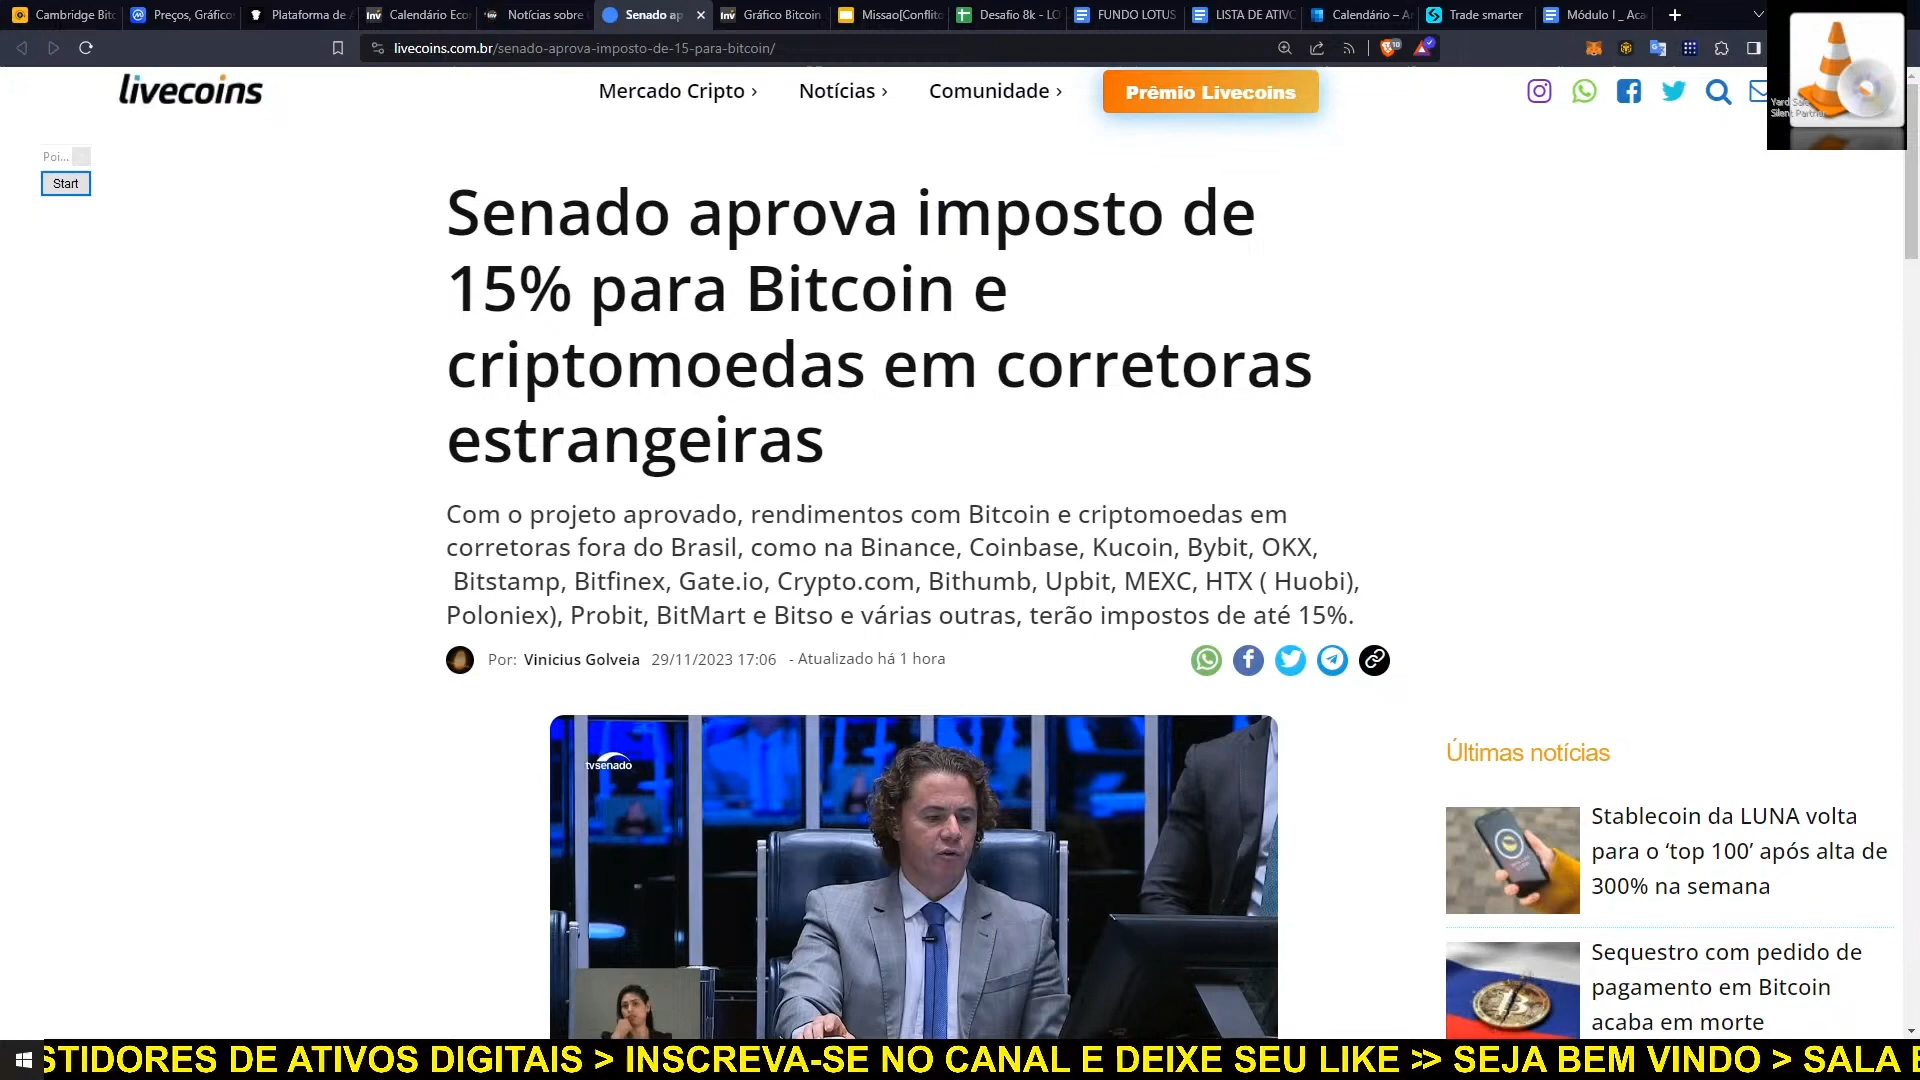 Cambridge Bitc
Preços, Gráficos
Plataforma de A
Calendário Eco
Notícias sobre
Senado ap
Gráfico Bitcoin
Missao[Conflito
Desafio 8k - LO
FUNDO LOTUS
LISTA DE ATIVO
Calendário – A
Trade smarter
Módulo I _ Aca
livecoins.com.br/senado-aprova-imposto-de-15-para-bitcoin/
livecoins
Mercado Cripto ›
Notícias ›
Comunidade ›
Prêmio Livecoins
Yard Sale
Silent Partner
Poi...
Start
Senado aprova imposto de
15% para Bitcoin e
criptomoedas em corretoras
estrangeiras
Com o projeto aprovado, rendimentos com Bitcoin e criptomoedas em
corretoras fora do Brasil, como na Binance, Coinbase, Kucoin, Bybit, OKX,
Bitstamp, Bitfinex, Gate.io, Crypto.com, Bithumb, Upbit, MEXC, HTX ( Huobi),
Poloniex), Probit, BitMart e Bitso e várias outras, terão impostos de até 15%.
Por: Vinicius Golveia 29/11/2023 17:06 - Atualizado há 1 hora
tvsenado
Últimas notícias
Stablecoin da LUNA volta
para o ‘top 100’ após alta de
300% na semana
Sequestro com pedido de
pagamento em Bitcoin
acaba em morte
STIDORES DE ATIVOS DIGITAIS > INSCREVA-SE NO CANAL E DEIXE SEU LIKE >> SEJA BEM VINDO > SALA